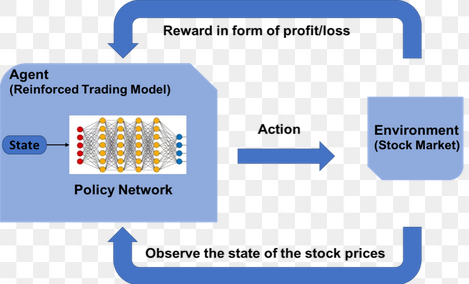 Reward in form of profit/loss
Agent
(Reinforced Trading Model)
State
Policy Network
Action
Environment
(Stock Market)
Observe the state of the stock prices